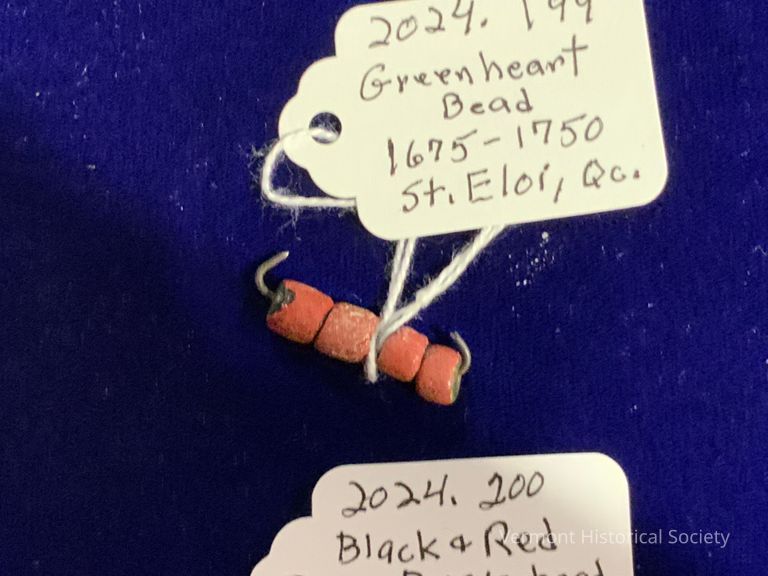 2024. 199
Greenheart
Bead
1675-1750
St. Eloi, Qc.
2024. 200
Black & Red
Vermont Historical Society